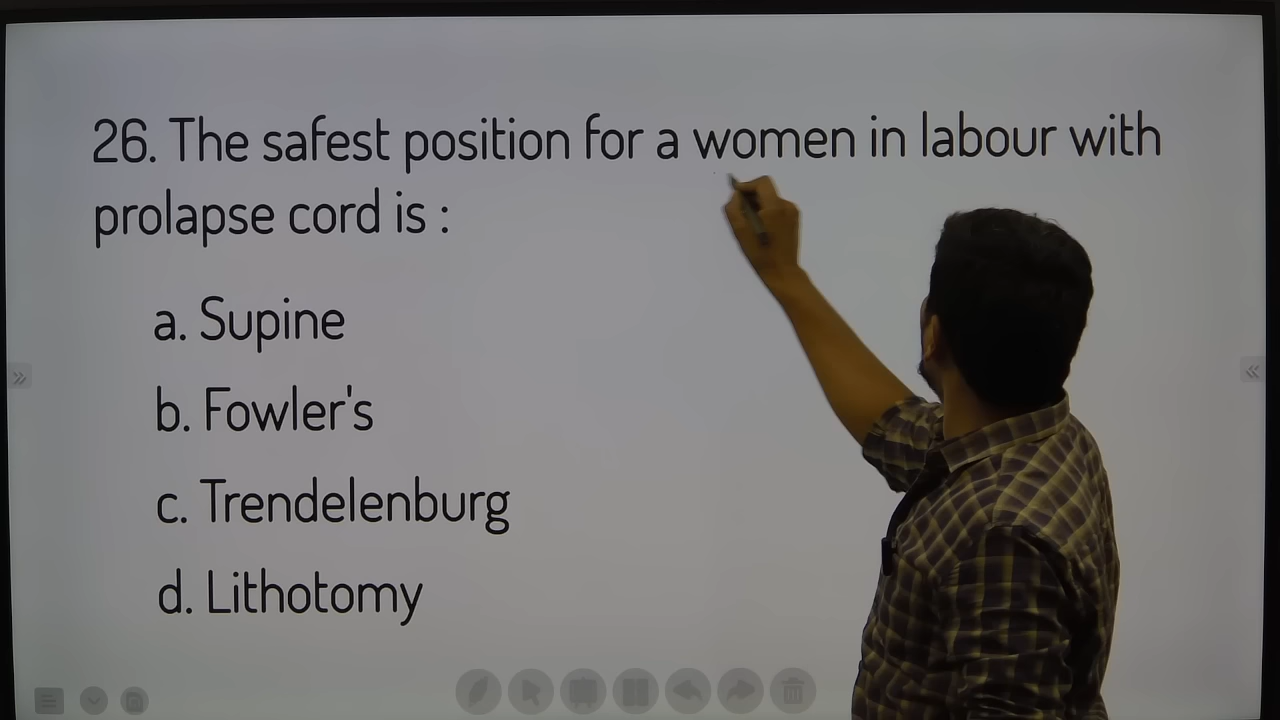 26. The safest position for a women in labour with
prolapse cord is :
a. Supine
b. Fowler's
c. Trendelenburg
d. Lithotomy